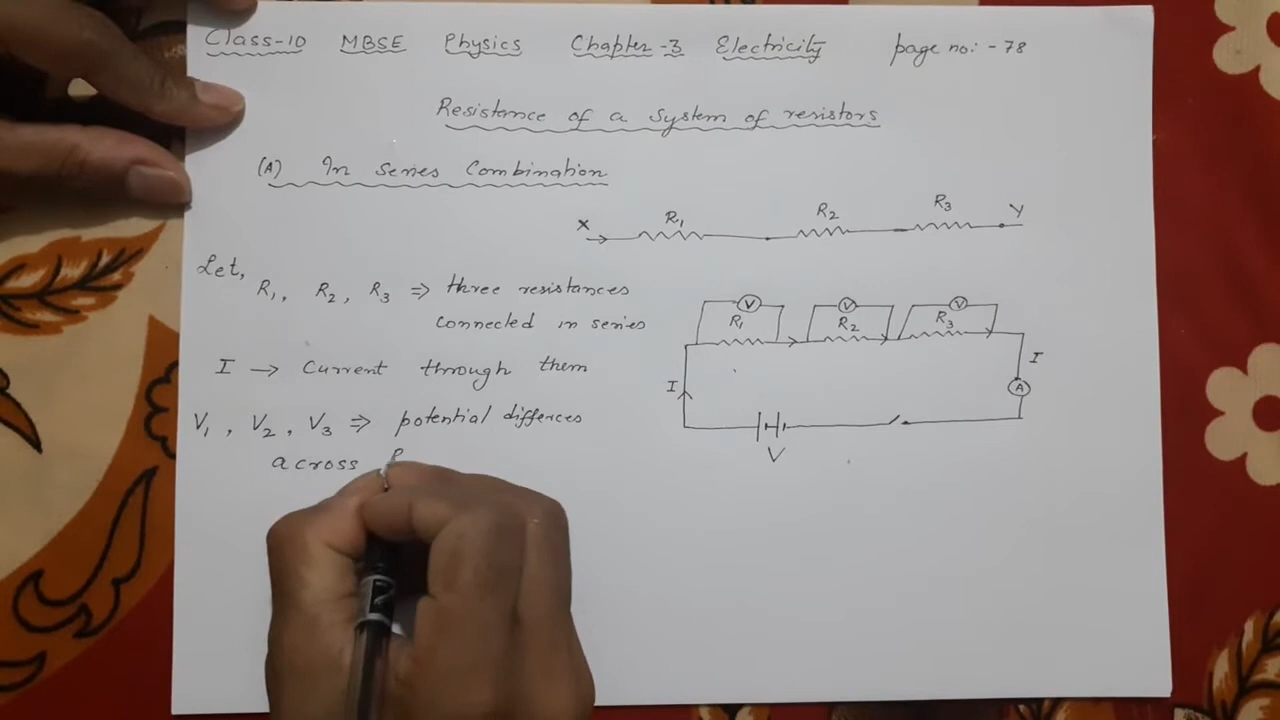 Class-10 MBSE Physics Chapter-3 Electricity page no: - 78
Resistance of a system of resistors
(A) In series Combination
X R₁ R₂ R₃ Y
Let,
R₁, R₂, R₃ ⇒ three resistances
connected in series
I → Current through them
V₁, V₂, V₃ ⇒ potential diffences
across
V V V
R₁ R₂ R₃
I I
A
V